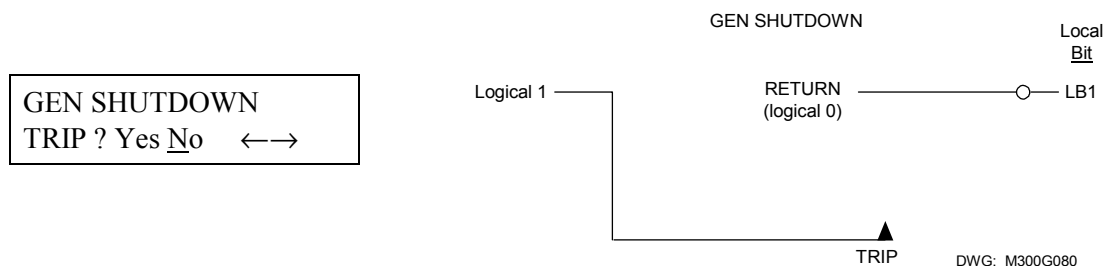 GEN SHUTDOWN
TRIP ? Yes No ←→
GEN SHUTDOWN
Local
Bit
Logical 1
RETURN
(logical 0)
LB1
TRIP
DWG: M300G080